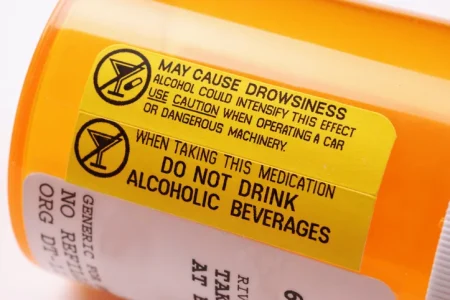 MAY CAUSE DROWSINESS
ALCOHOL COULD INTENSIFY THIS EFFECT
USE CAUTION WHEN OPERATING A CAR
OR DANGEROUS MACHINERY.
WHEN TAKING THIS MEDICATION
DO NOT DRINK
ALCOHOLIC BEVERAGES
GENERIC
NO
ORG